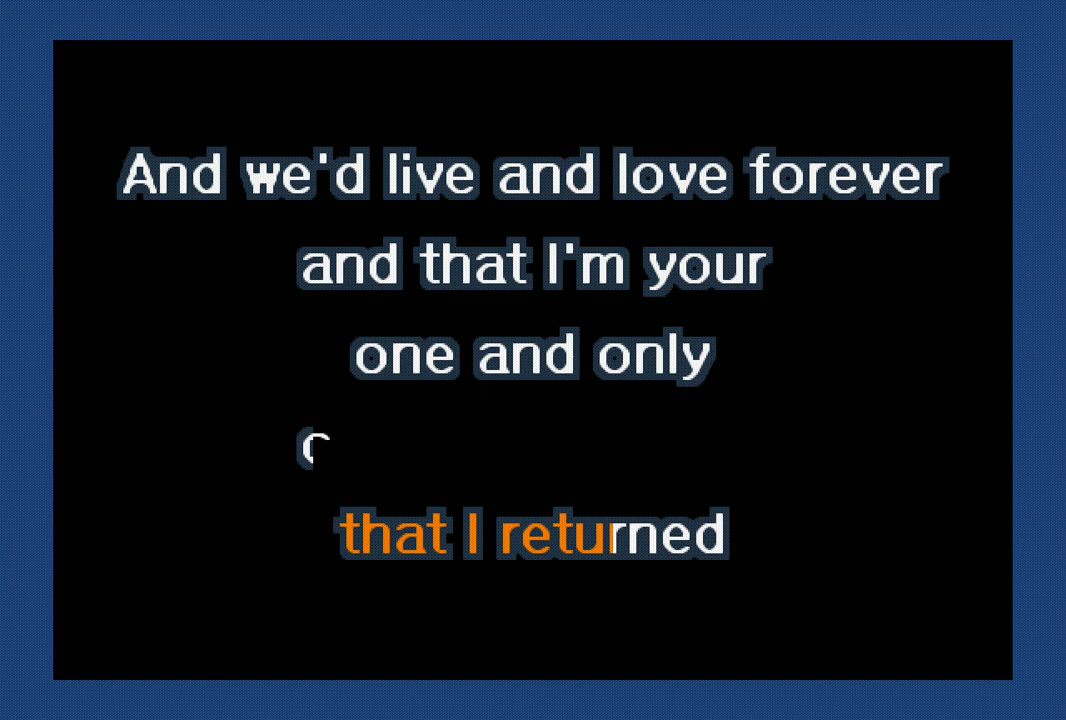 And we'd live and love forever
and that I'm your
one and only
that I returned